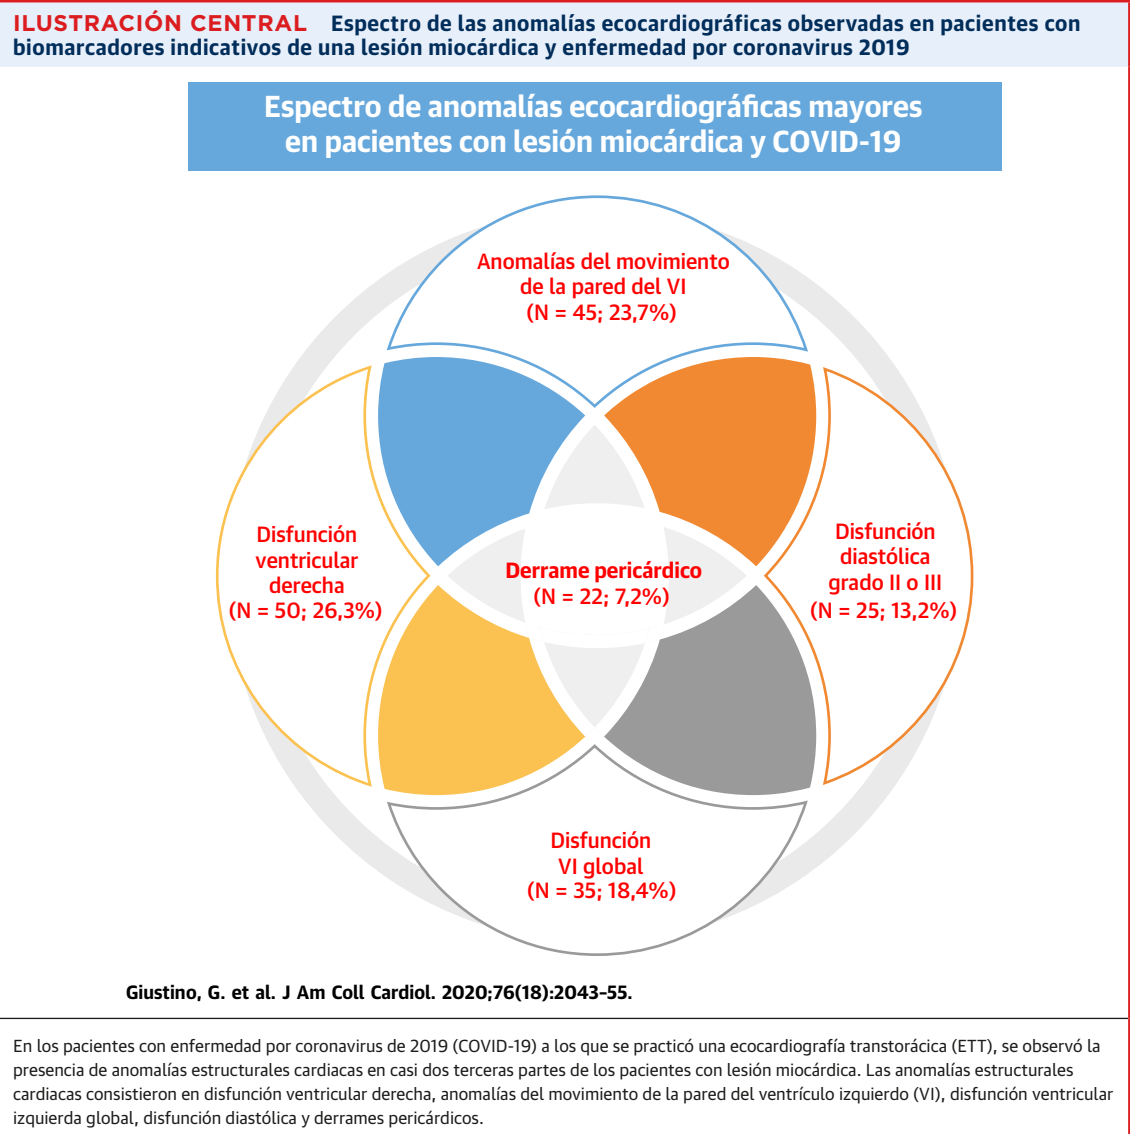 ILUSTRACIÓN CENTRAL Espectro de las anomalías ecocardiográficas observadas en pacientes con
biomarcadores indicativos de una lesión miocárdica y enfermedad por coronavirus 2019
Espectro de anomalías ecocardiográficas mayores
en pacientes con lesión miocárdica y COVID-19
Anomalías del movimiento
de la pared del VI
(N = 45; 23,7%)
Disfunción
ventricular
derecha
(N = 50; 26,3%)
Derrame pericárdico
(N = 22; 7,2%)
Disfunción
diastólica
grado II o III
(N = 25; 13,2%)
Disfunción
VI global
(N = 35; 18,4%)
Giustino, G. et al. J Am Coll Cardiol. 2020;76(18):2043-55.
En los pacientes con enfermedad por coronavirus de 2019 (COVID-19) a los que se practicó una ecocardiografía transtorácica (ETT), se observó la
presencia de anomalías estructurales cardiacas en casi dos terceras partes de los pacientes con lesión miocárdica. Las anomalías estructurales
cardiacas consistieron en disfunción ventricular derecha, anomalías del movimiento de la pared del ventrículo izquierdo (VI), disfunción ventricular
izquierda global, disfunción diastólica y derrames pericárdicos.